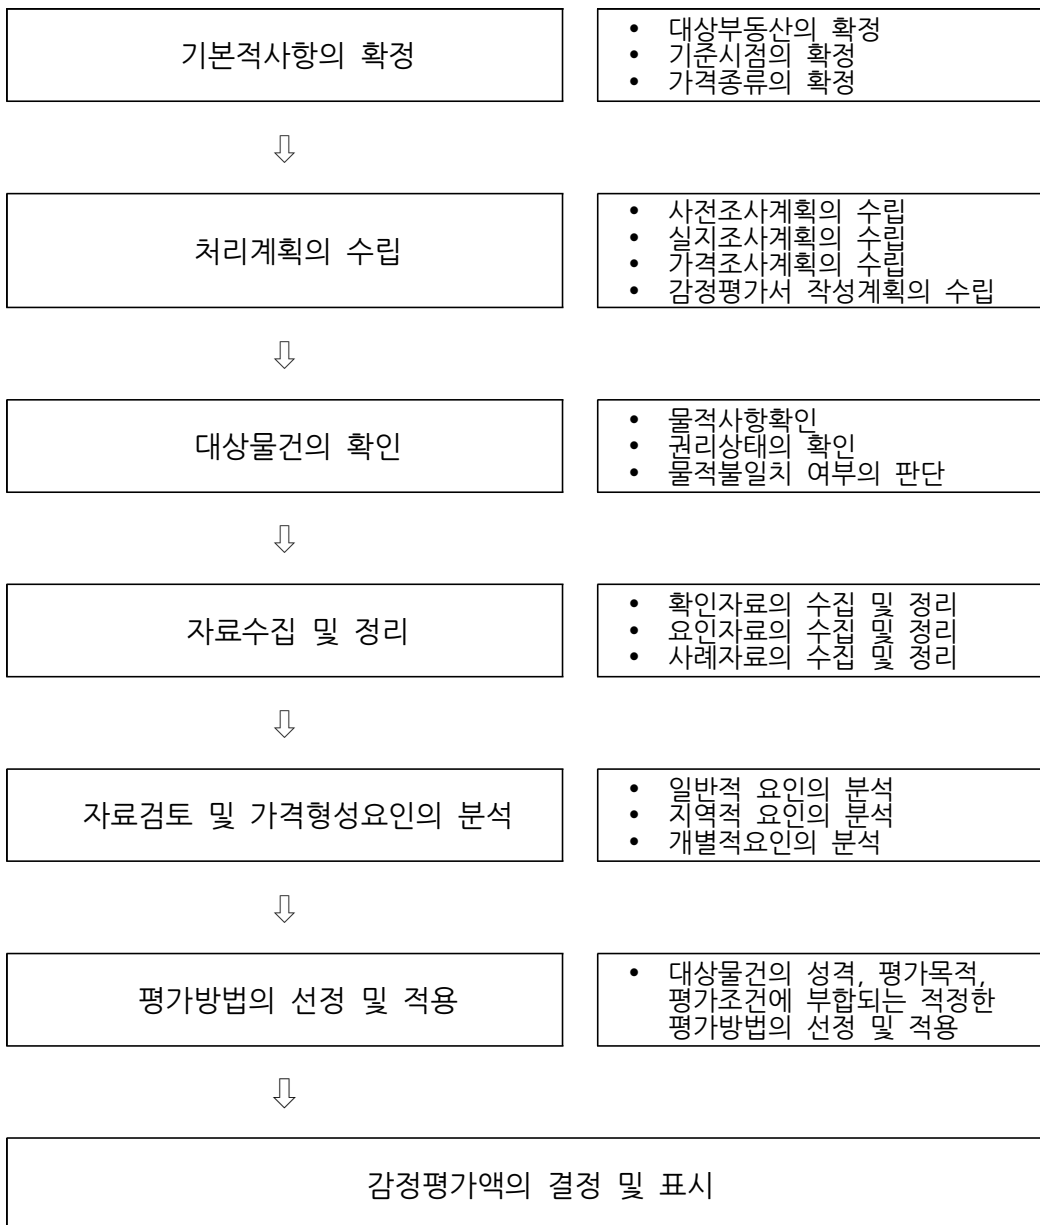 기본적사항의 확정
• 대상부동산의 확정
• 기준시점의 확정
• 가격종류의 확정
⇩
처리계획의 수립
• 사전조사계획의 수립
• 실지조사계획의 수립
• 가격조사계획의 수립
• 감정평가서 작성계획의 수립
⇩
대상물건의 확인
• 물적사항확인
• 권리상태의 확인
• 물적불일치 여부의 판단
⇩
자료수집 및 정리
• 확인자료의 수집 및 정리
• 요인자료의 수집 및 정리
• 사례자료의 수집 및 정리
⇩
자료검토 및 가격형성요인의 분석
• 일반적 요인의 분석
• 지역적 요인의 분석
• 개별적요인의 분석
⇩
평가방법의 선정 및 적용
• 대상물건의 성격, 평가목적,
평가조건에 부합되는 적정한
평가방법의 선정 및 적용
⇩
감정평가액의 결정 및 표시